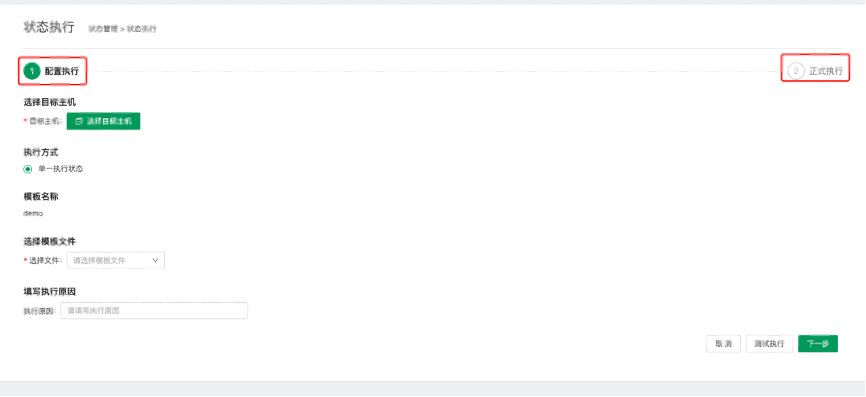 状态执行 状态管理 > 状态执行
1 配置执行
2 正式执行
选择目标主机
* 目标主机: 选择目标主机
执行方式
单一执行状态
模板名称
demo
选择模板文件
* 选择文件: 请选择模板文件
填写执行原因
执行原因: 请填写执行原因
取 消 调试执行 下一步